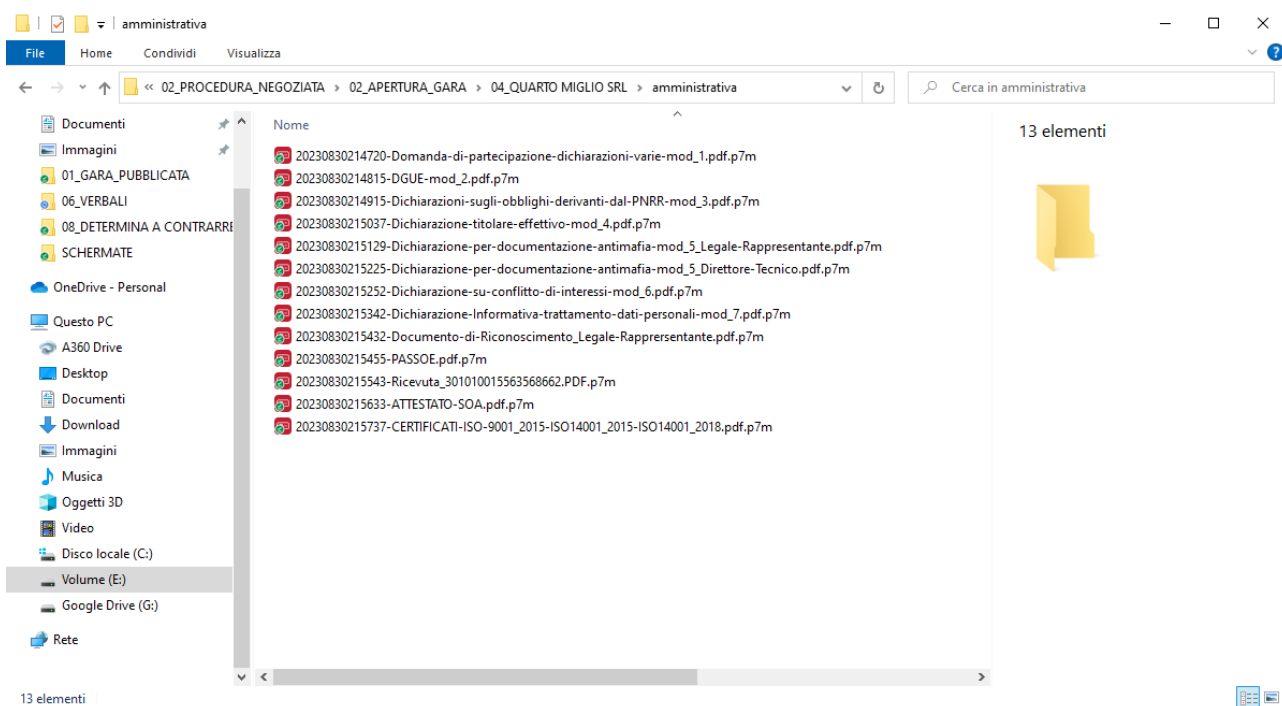 amministrativa
File Home Condividi Visualizza
« 02_PROCEDURA_NEGOZIATA › 02_APERTURA_GARA › 04_QUARTO MIGLIO SRL › amministrativa
Cerca in amministrativa
Documenti
Immagini
01_GARA_PUBBLICATA
06_VERBALI
08_DETERMINA A CONTRARRE
SCHERMATE
OneDrive - Personal
Questo PC
A360 Drive
Desktop
Documenti
Download
Immagini
Musica
Oggetti 3D
Video
Disco locale (C:)
Volume (E:)
Google Drive (G:)
Rete
Nome
20230830214720-Domanda-di-partecipazione-dichiarazioni-varie-mod_1.pdf.p7m
20230830214815-DGUE-mod_2.pdf.p7m
20230830214915-Dichiarazioni-sugli-obblighi-derivanti-dal-PNRR-mod_3.pdf.p7m
20230830215037-Dichiarazione-titolare-effettivo-mod_4.pdf.p7m
20230830215129-Dichiarazione-per-documentazione-antimafia-mod_5_Legale-Rappresentante.pdf.p7m
20230830215225-Dichiarazione-per-documentazione-antimafia-mod_5_Direttore-Tecnico.pdf.p7m
20230830215252-Dichiarazione-su-conflitto-di-interessi-mod_6.pdf.p7m
20230830215342-Dichiarazione-Informativa-trattamento-dati-personali-mod_7.pdf.p7m
20230830215432-Documento-di-Riconoscimento_Legale-Rapprersentante.pdf.p7m
20230830215455-PASSOE.pdf.p7m
20230830215543-Ricevuta_301010015563568662.PDF.p7m
20230830215633-ATTESTATO-SOA.pdf.p7m
20230830215737-CERTIFICATI-ISO-9001_2015-ISO14001_2015-ISO14001_2018.pdf.p7m
13 elementi
13 elementi